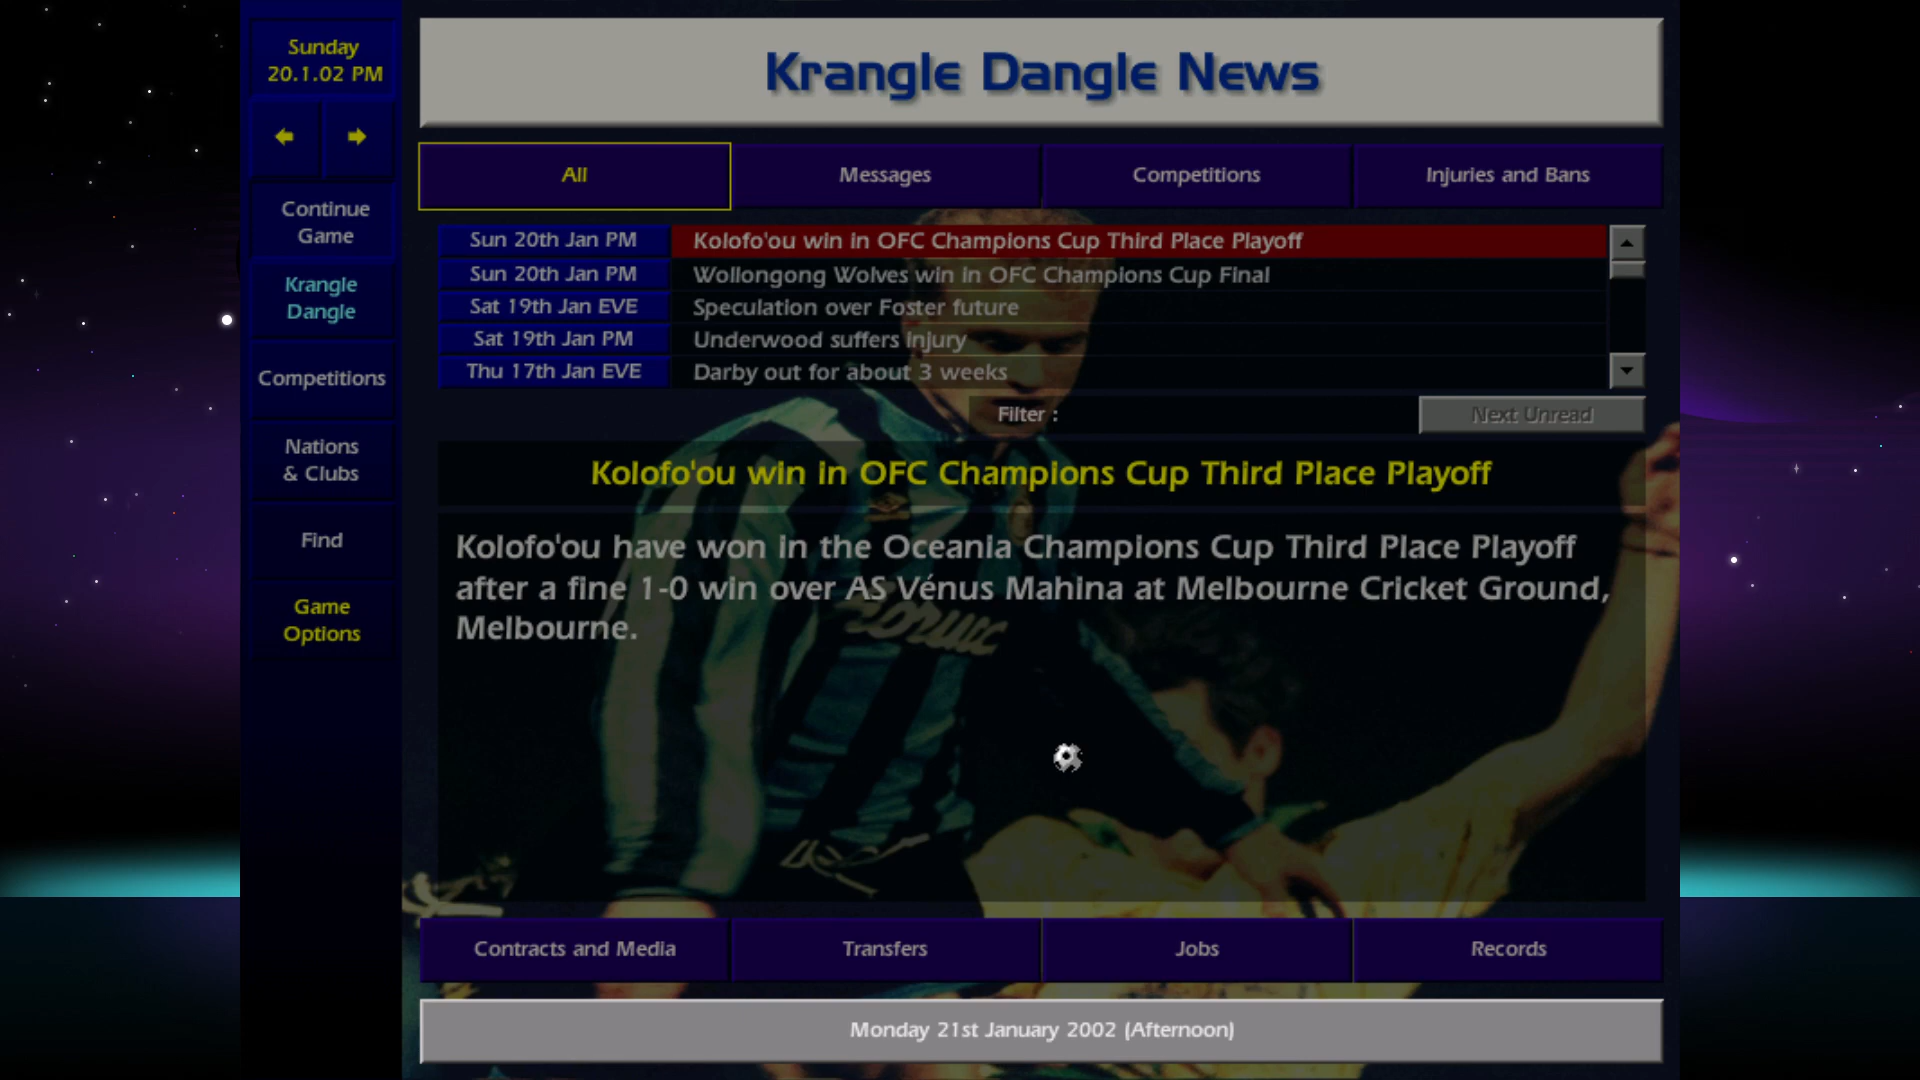 Sunday
20.1.02 PM
Continue
Game
Krangle
Dangle
Competitions
Nations
& Clubs
Find
Game
Options
Krangle Dangle News
All
Messages
Competitions
Injuries and Bans
Sun 20th Jan PM Kolofo'ou win in OFC Champions Cup Third Place Playoff
Sun 20th Jan PM Wollongong Wolves win in OFC Champions Cup Final
Sat 19th Jan EVE Speculation over Foster future
Sat 19th Jan PM Underwood suffers injury
Thu 17th Jan EVE Darby out for about 3 weeks
Filter :
Next Unread
Kolofo'ou win in OFC Champions Cup Third Place Playoff
Kolofo'ou have won in the Oceania Champions Cup Third Place Playoff
after a fine 1-0 win over AS Vénus Mahina at Melbourne Cricket Ground,
Melbourne.
Contracts and Media
Transfers
Jobs
Records
Monday 21st January 2002 (Afternoon)